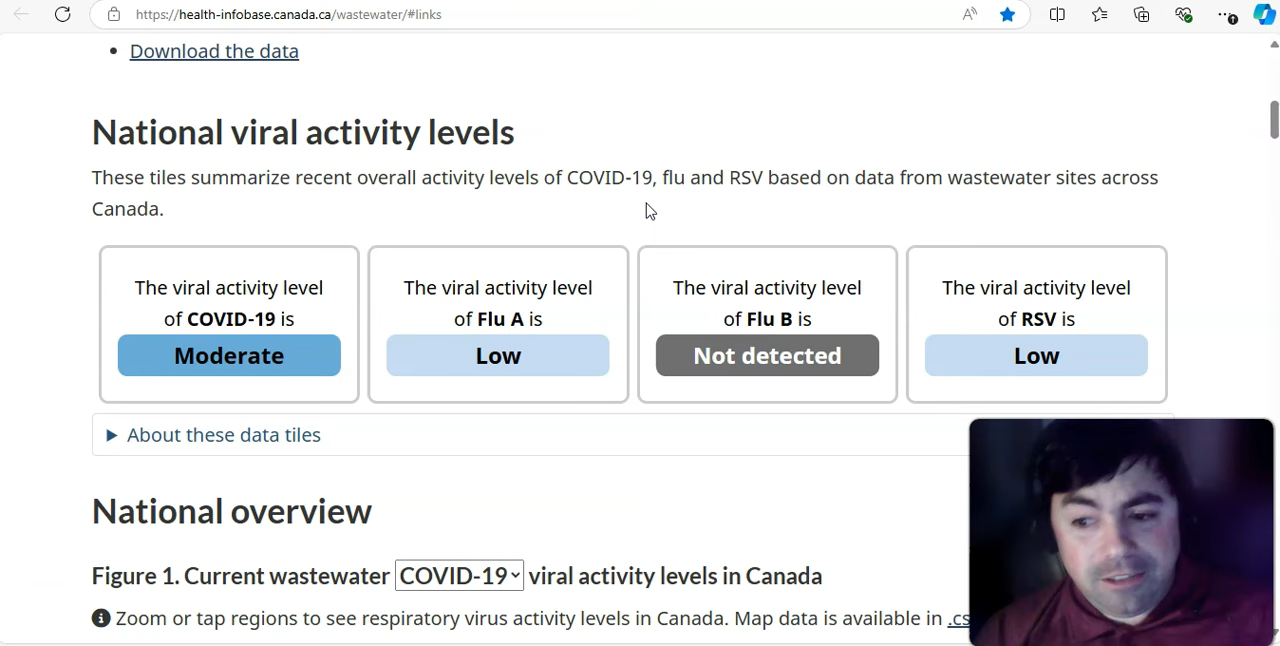 https://health-infobase.canada.ca/wastewater/#links
Download the data
National viral activity levels
These tiles summarize recent overall activity levels of COVID-19, flu and RSV based on data from wastewater sites across
Canada.
The viral activity level
of COVID-19 is
Moderate
The viral activity level
of Flu A is
Low
The viral activity level
of Flu B is
Not detected
The viral activity level
of RSV is
Low
About these data tiles
National overview
Figure 1. Current wastewater COVID-19 viral activity levels in Canada
Zoom or tap regions to see respiratory virus activity levels in Canada. Map data is available in .cs